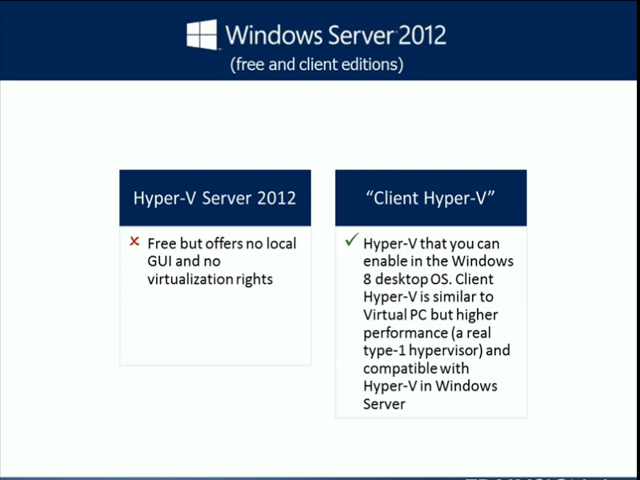 Windows Server 2012
(free and client editions)
Hyper-V Server 2012
Free but offers no local
GUI and no
virtualization rights
“Client Hyper-V”
Hyper-V that you can
enable in the Windows
8 desktop OS. Client
Hyper-V is similar to
Virtual PC but higher
performance (a real
type-1 hypervisor) and
compatible with
Hyper-V in Windows
Server